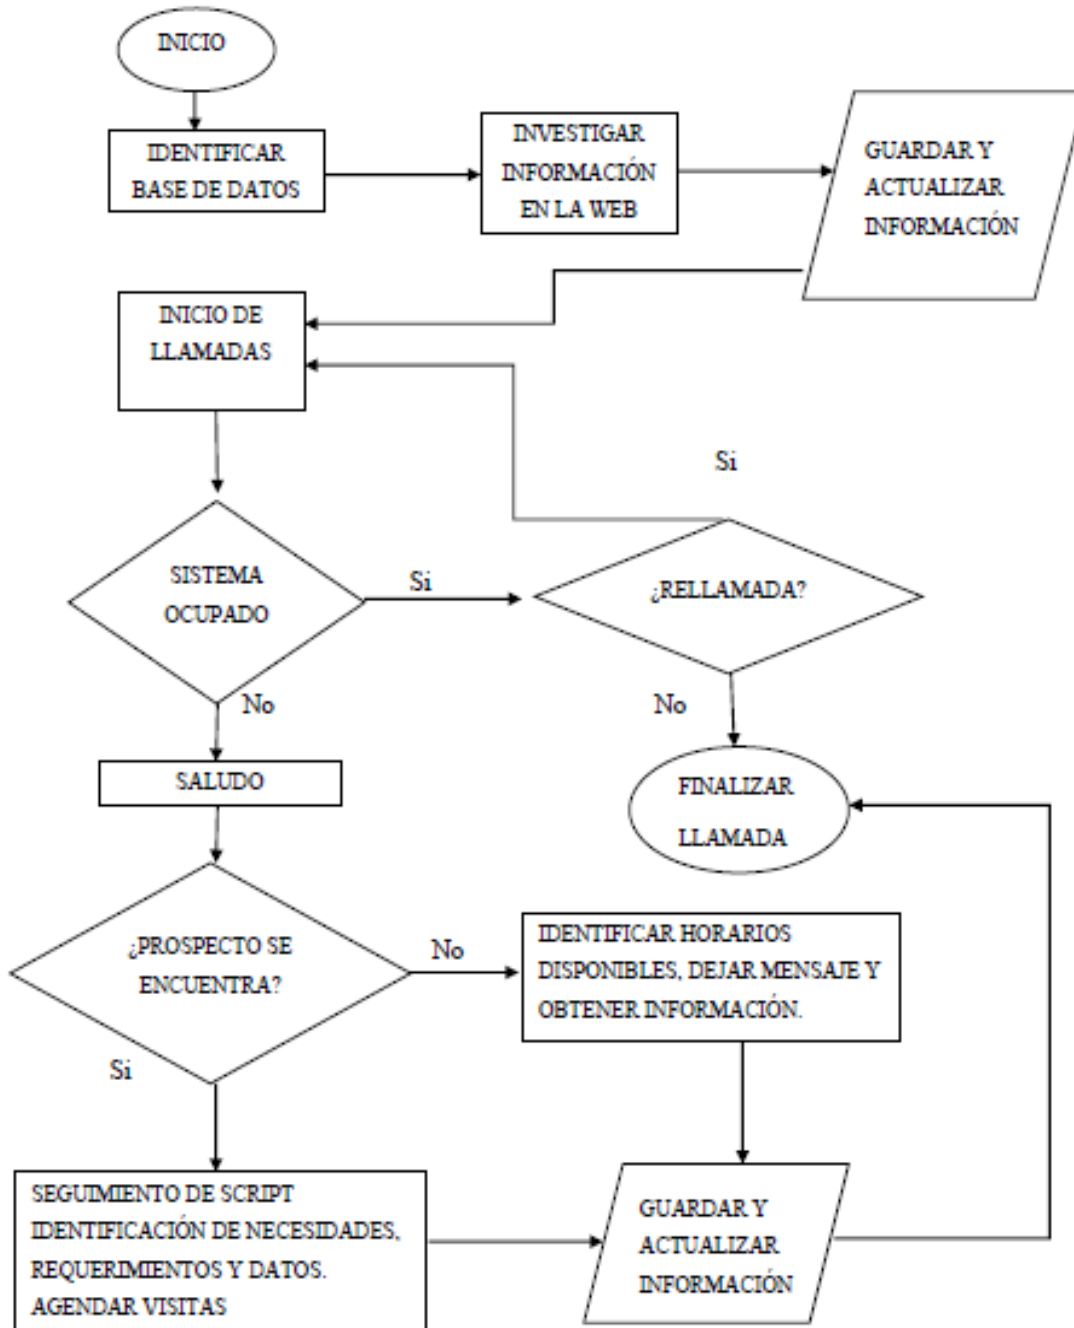 INICIO
IDENTIFICAR
BASE DE DATOS
INVESTIGAR
INFORMACIÓN
EN LA WEB
GUARDAR Y
ACTUALIZAR
INFORMACIÓN
INICIO DE
LLAMADAS
Si
SISTEMA
OCUPADO
Si
¿RELLAMADA?
No
No
SALUDO
FINALIZAR
LLAMADA
¿PROSPECTO SE
ENCUENTRA?
No
IDENTIFICAR HORARIOS
DISPONIBLES, DEJAR MENSAJE Y
OBTENER INFORMACIÓN.
Si
SEGUIMIENTO DE SCRIPT
IDENTIFICACIÓN DE NECESIDADES,
REQUERIMIENTOS Y DATOS.
AGENDAR VISITAS
GUARDAR Y
ACTUALIZAR
INFORMACIÓN